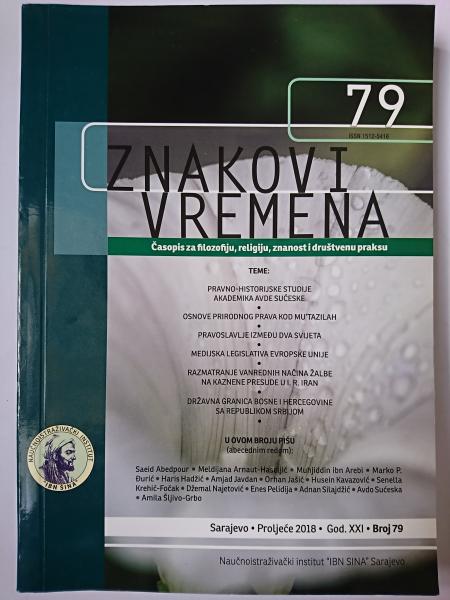 79
ISSN 1512-5416
ZNAKOVI
VREMENA
Časopis za filozofiju, religiju, znanost i društvenu praksu
TEME:
PRAVNO-HISTORIJSKE STUDIJE
AKADEMIKA AVDE SUĆESKE
•
OSNOVE PRIRODNOG PRAVA KOD MU'TAZILAH
•
PRAVOSLAVLJE IZMEĐU DVA SVIJETA
•
MEDIJSKA LEGISLATIVA EVROPSKE UNIJE
•
RAZMATRANJE VANREDNIH NAČINA ŽALBE
NA KAZNENE PRESUDE U I. R. IRAN
•
DRŽAVNA GRANICA BOSNE I HERCEGOVINE
SA REPUBLIKOM SRBIJOM
•
U OVOM BROJU PIŠU
(abecednim redom):
Saeid Abedpour • Meldijana Arnaut-Haseljić • Muhjiddin ibn Arebi • Marko P.
Đurić • Haris Hadžić • Amjad Javdan • Orhan Jašić • Husein Kavazović • Senella
Krehić-Fočak • Džemal Najetović • Enes Pelidija • Adnan Silajdžić • Avdo Sućeska
• Amila Šljivo-Grbo
NAUČNOISTRAŽIVAČKI INSTITUT
"IBN SINA"
Sarajevo • Proljeće 2018 • God. XXI • Broj 79
Naučnoistraživački institut "IBN SINA" Sarajevo